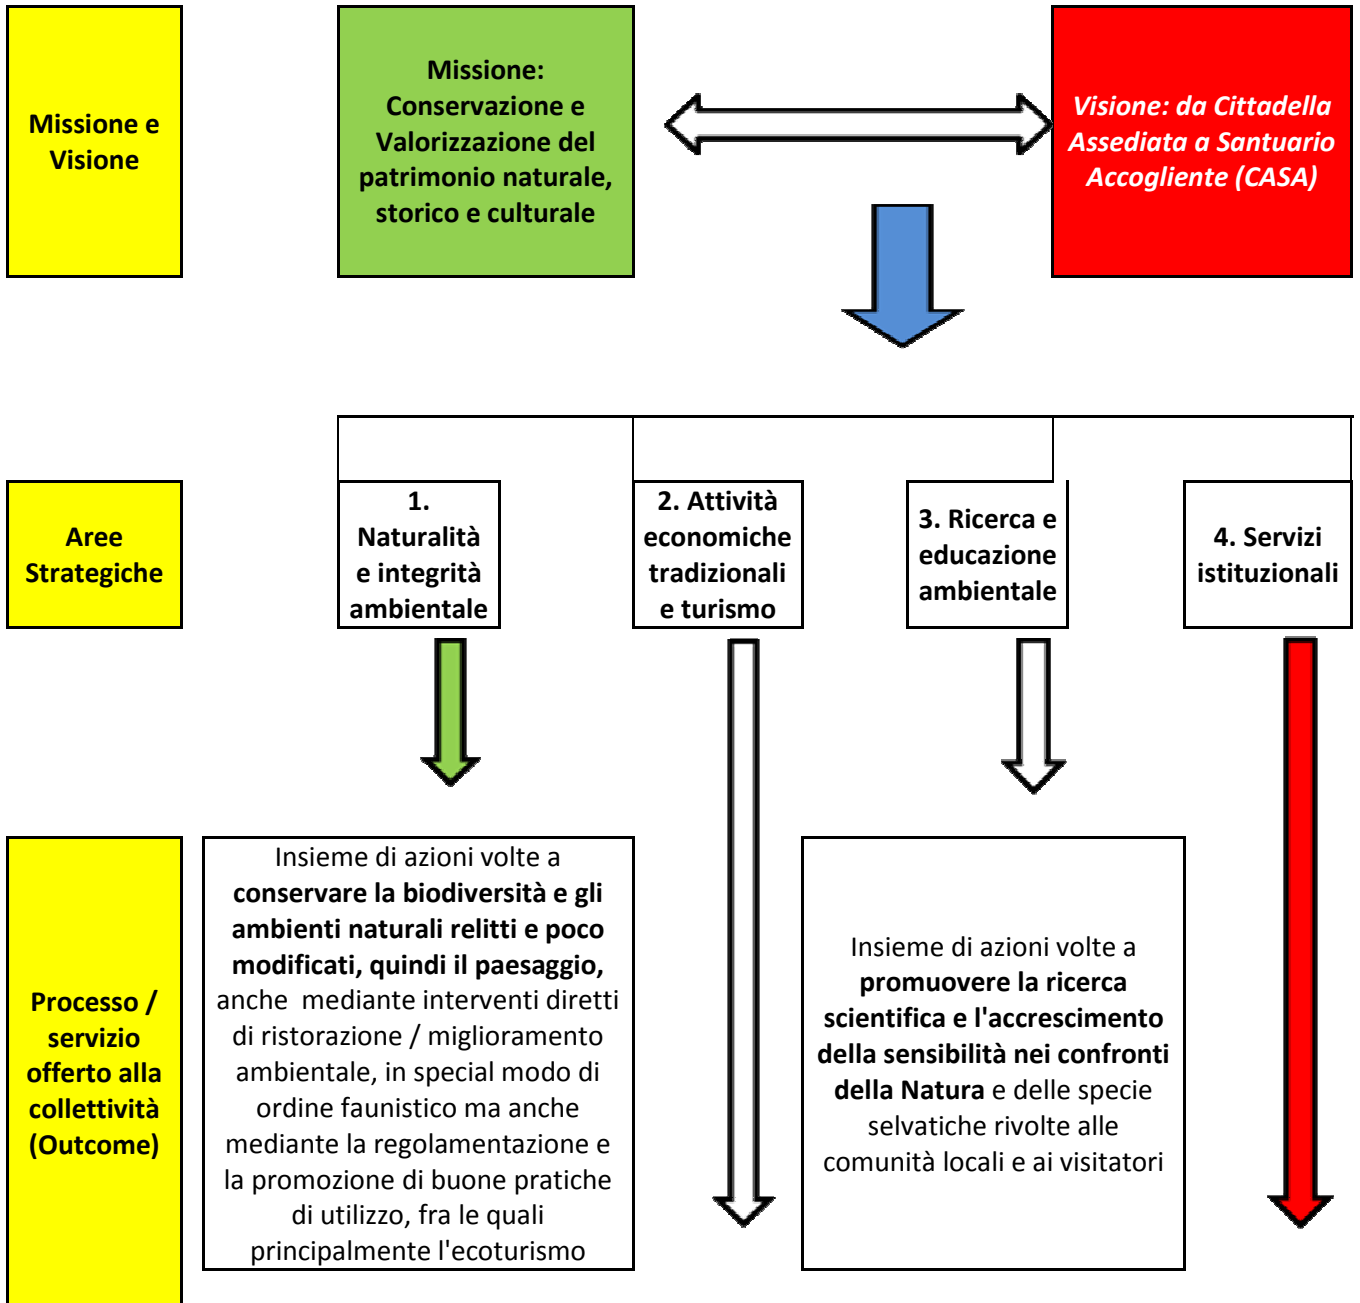 Missione e
Visione
Missione:
Conservazione e
Valorizzazione del
patrimonio naturale,
storico e culturale
Visione: da Cittadella
Assediata a Santuario
Accogliente (CASA)
Aree
Strategiche
1.
Naturalità
e integrità
ambientale
2. Attività
economiche
tradizionali
e turismo
3. Ricerca e
educazione
ambientale
4. Servizi
istituzionali
Processo /
servizio
offerto alla
collettività
(Outcome)
Insieme di azioni volte a
conservare la biodiversità e gli
ambienti naturali relitti e poco
modificati, quindi il paesaggio,
anche mediante interventi diretti
di ristorazione / miglioramento
ambientale, in special modo di
ordine faunistico ma anche
mediante la regolamentazione e
la promozione di buone pratiche
di utilizzo, fra le quali
principalmente l'ecoturismo
Insieme di azioni volte a
promuovere la ricerca
scientifica e l'accrescimento
della sensibilità nei confronti
della Natura e delle specie
selvatiche rivolte alle
comunità locali e ai visitatori